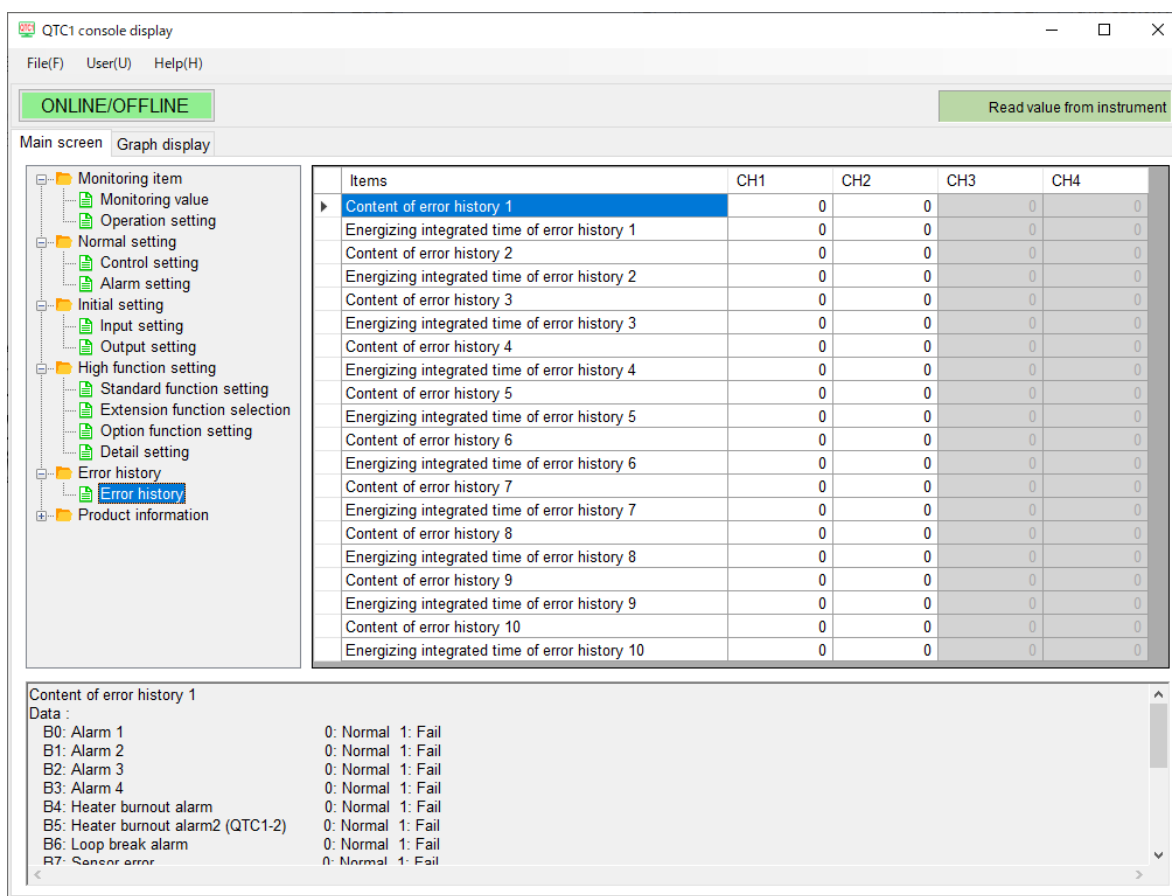 QTC1 console display
File(F) User(U) Help(H)
ONLINE/OFFLINE Read value from instrument
Main screen Graph display
Monitoring item
Monitoring value
Operation setting
Normal setting
Control setting
Alarm setting
Initial setting
Input setting
Output setting
High function setting
Standard function setting
Extension function selection
Option function setting
Detail setting
Error history
Error history
Product information
Items CH1 CH2 CH3 CH4
Content of error history 1 0 0 0 0
Energizing integrated time of error history 1 0 0 0 0
Content of error history 2 0 0 0 0
Energizing integrated time of error history 2 0 0 0 0
Content of error history 3 0 0 0 0
Energizing integrated time of error history 3 0 0 0 0
Content of error history 4 0 0 0 0
Energizing integrated time of error history 4 0 0 0 0
Content of error history 5 0 0 0 0
Energizing integrated time of error history 5 0 0 0 0
Content of error history 6 0 0 0 0
Energizing integrated time of error history 6 0 0 0 0
Content of error history 7 0 0 0 0
Energizing integrated time of error history 7 0 0 0 0
Content of error history 8 0 0 0 0
Energizing integrated time of error history 8 0 0 0 0
Content of error history 9 0 0 0 0
Energizing integrated time of error history 9 0 0 0 0
Content of error history 10 0 0 0 0
Energizing integrated time of error history 10 0 0 0 0
Content of error history 1
Data :
B0: Alarm 1 0: Normal 1: Fail
B1: Alarm 2 0: Normal 1: Fail
B2: Alarm 3 0: Normal 1: Fail
B3: Alarm 4 0: Normal 1: Fail
B4: Heater burnout alarm 0: Normal 1: Fail
B5: Heater burnout alarm2 (QTC1-2) 0: Normal 1: Fail
B6: Loop break alarm 0: Normal 1: Fail
B7: Sensor error 0: Normal 1: Fail